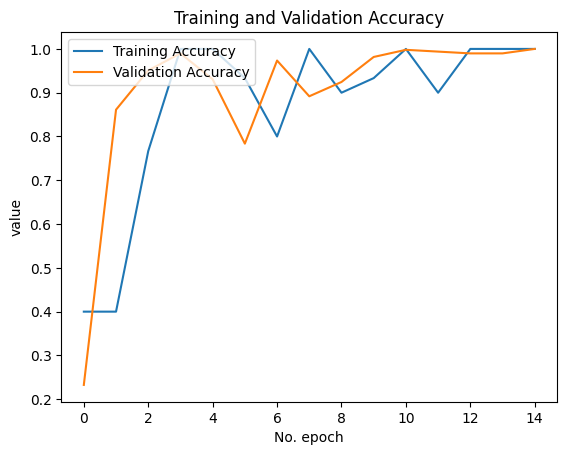 Training and Validation Accuracy
Training Accuracy
Validation Accuracy
1.0
0.9
0.8
0.7
0.6
0.5
0.4
0.3
0.2
value
0 2 4 6 8 10 12 14
No. epoch